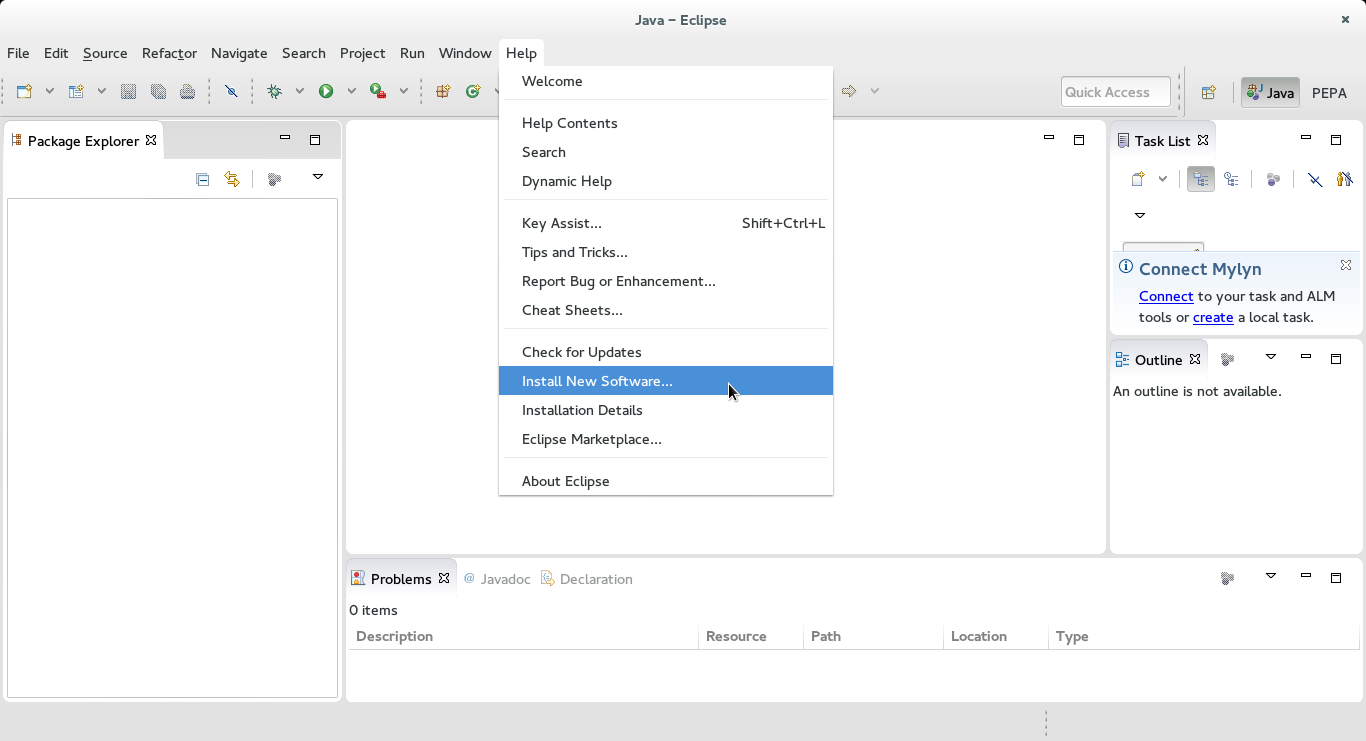 Java – Eclipse
File Edit Source Refactor Navigate Search Project Run Window Help
Quick Access
Java
PEPA
Welcome
Help Contents
Search
Dynamic Help
Key Assist... Shift+Ctrl+L
Tips and Tricks...
Report Bug or Enhancement...
Cheat Sheets...
Check for Updates
Install New Software...
Installation Details
Eclipse Marketplace...
About Eclipse
Package Explorer
Task List
Connect Mylyn
Connect to your task and ALM
tools or create a local task.
Outline
An outline is not available.
Problems @ Javadoc Declaration
0 items
Description Resource Path Location Type